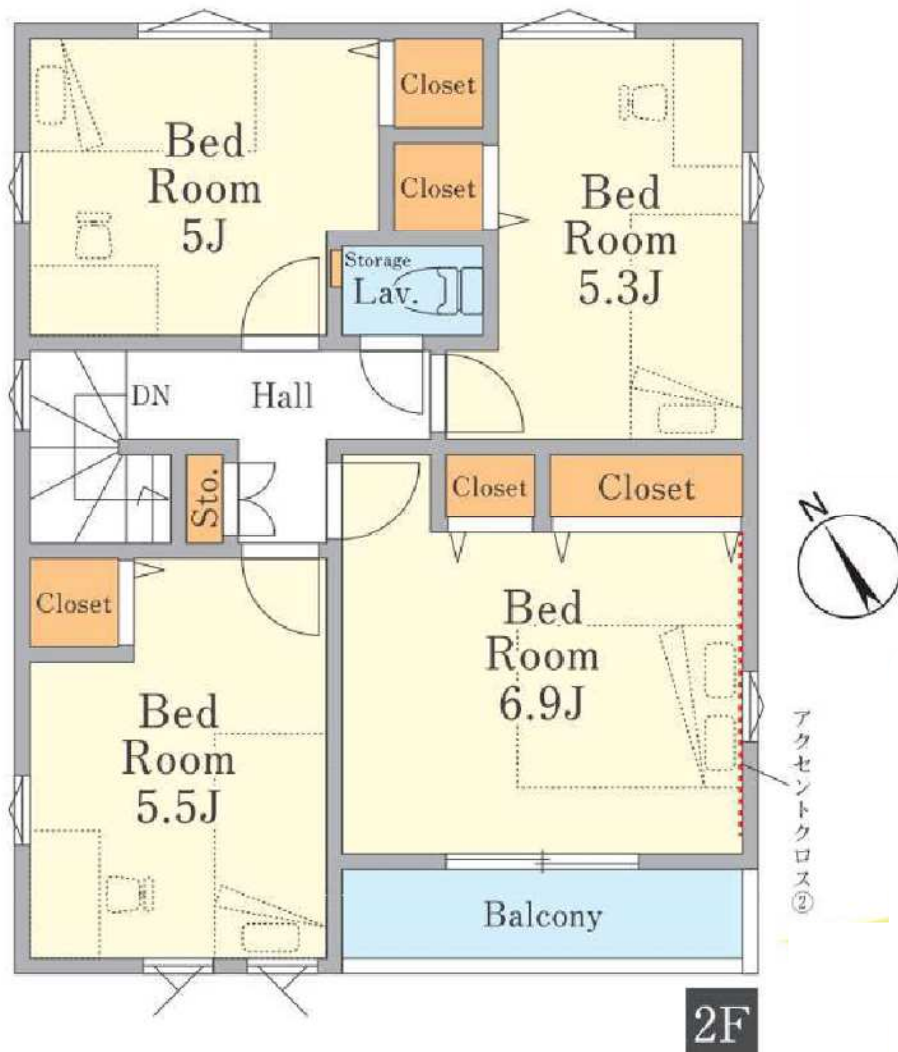 Closet
Bed
Room
5J
Closet
Bed
Room
5.3J
Storage
Lav.
DN
Hall
Sto.
Closet
Closet
N
Closet
Bed
Room
6.9J
Bed
Room
5.5J
アクセントクロス②
Balcony
2F